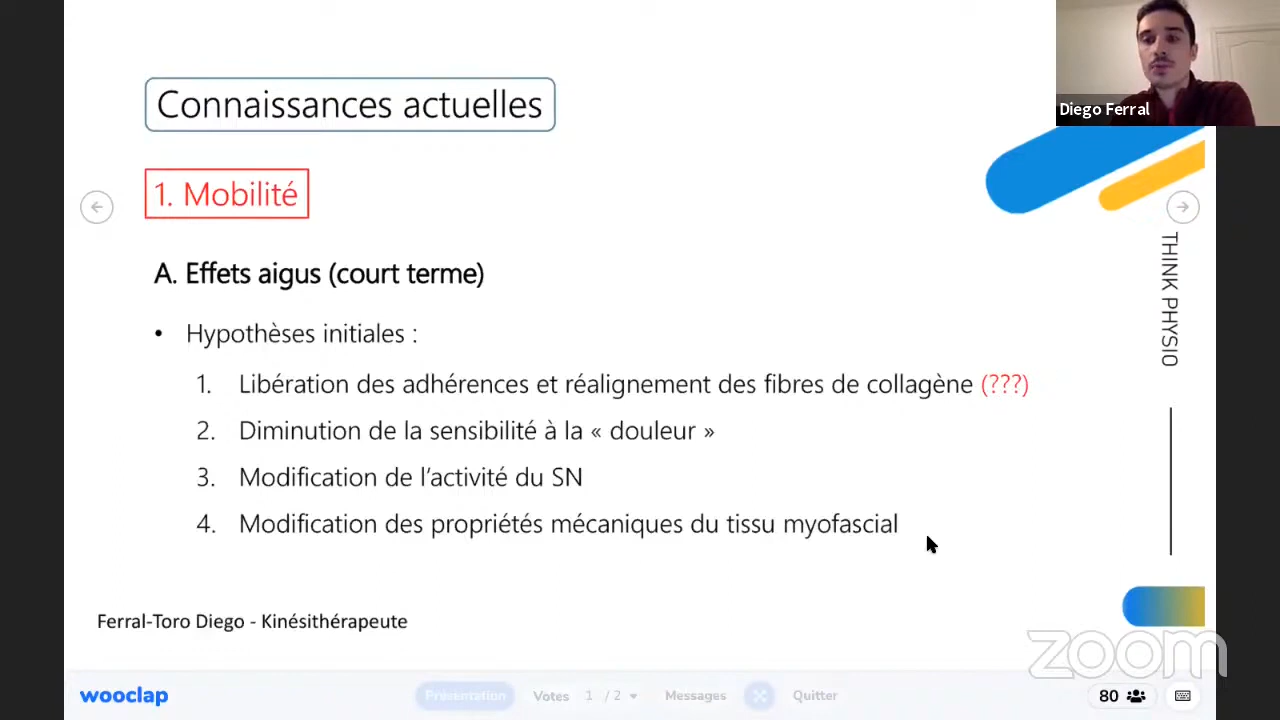 Connaissances actuelles
Diego Ferral
1. Mobilité
A. Effets aigus (court terme)
• Hypothèses initiales :
1. Libération des adhérences et réalignement des fibres de collagène (???)
2. Diminution de la sensibilité à la « douleur »
3. Modification de l'activité du SN
4. Modification des propriétés mécaniques du tissu myofascial
THINK PHYSIO
Ferral-Toro Diego - Kinésithérapeute
zoom
wooclap
Présentation
Votes 1 / 2
Messages
Quitter
80